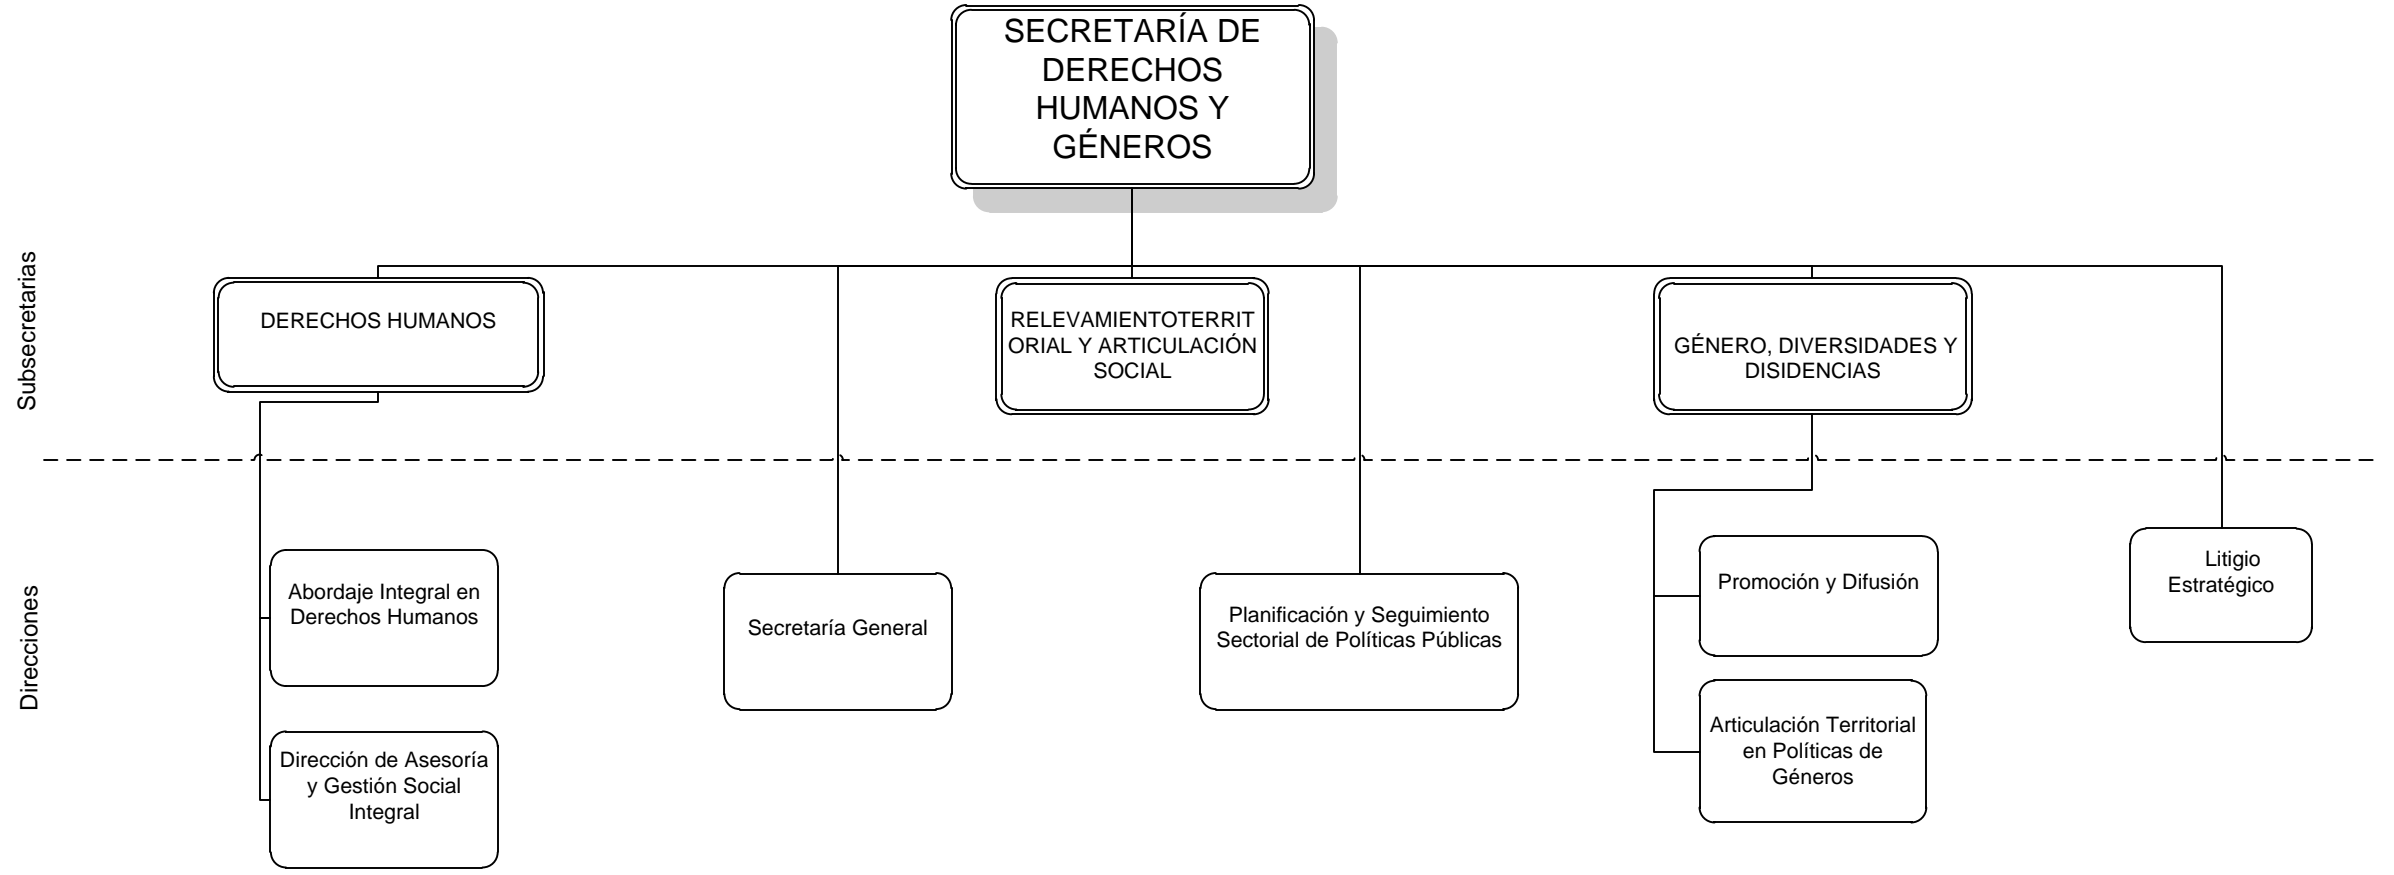 SECRETARÍA DE
DERECHOS
HUMANOS Y
GÉNEROS
Subsecretarias
DERECHOS HUMANOS
RELEVAMIENTOTERRIT
ORIAL Y ARTICULACIÓN
SOCIAL
GÉNERO, DIVERSIDADES Y
DISIDENCIAS
Direcciones
Abordaje Integral en
Derechos Humanos
Dirección de Asesoría
y Gestión Social
Integral
Secretaría General
Planificación y Seguimiento
Sectorial de Políticas Públicas
Promoción y Difusión
Articulación Territorial
en Políticas de
Géneros
Litigio
Estratégico